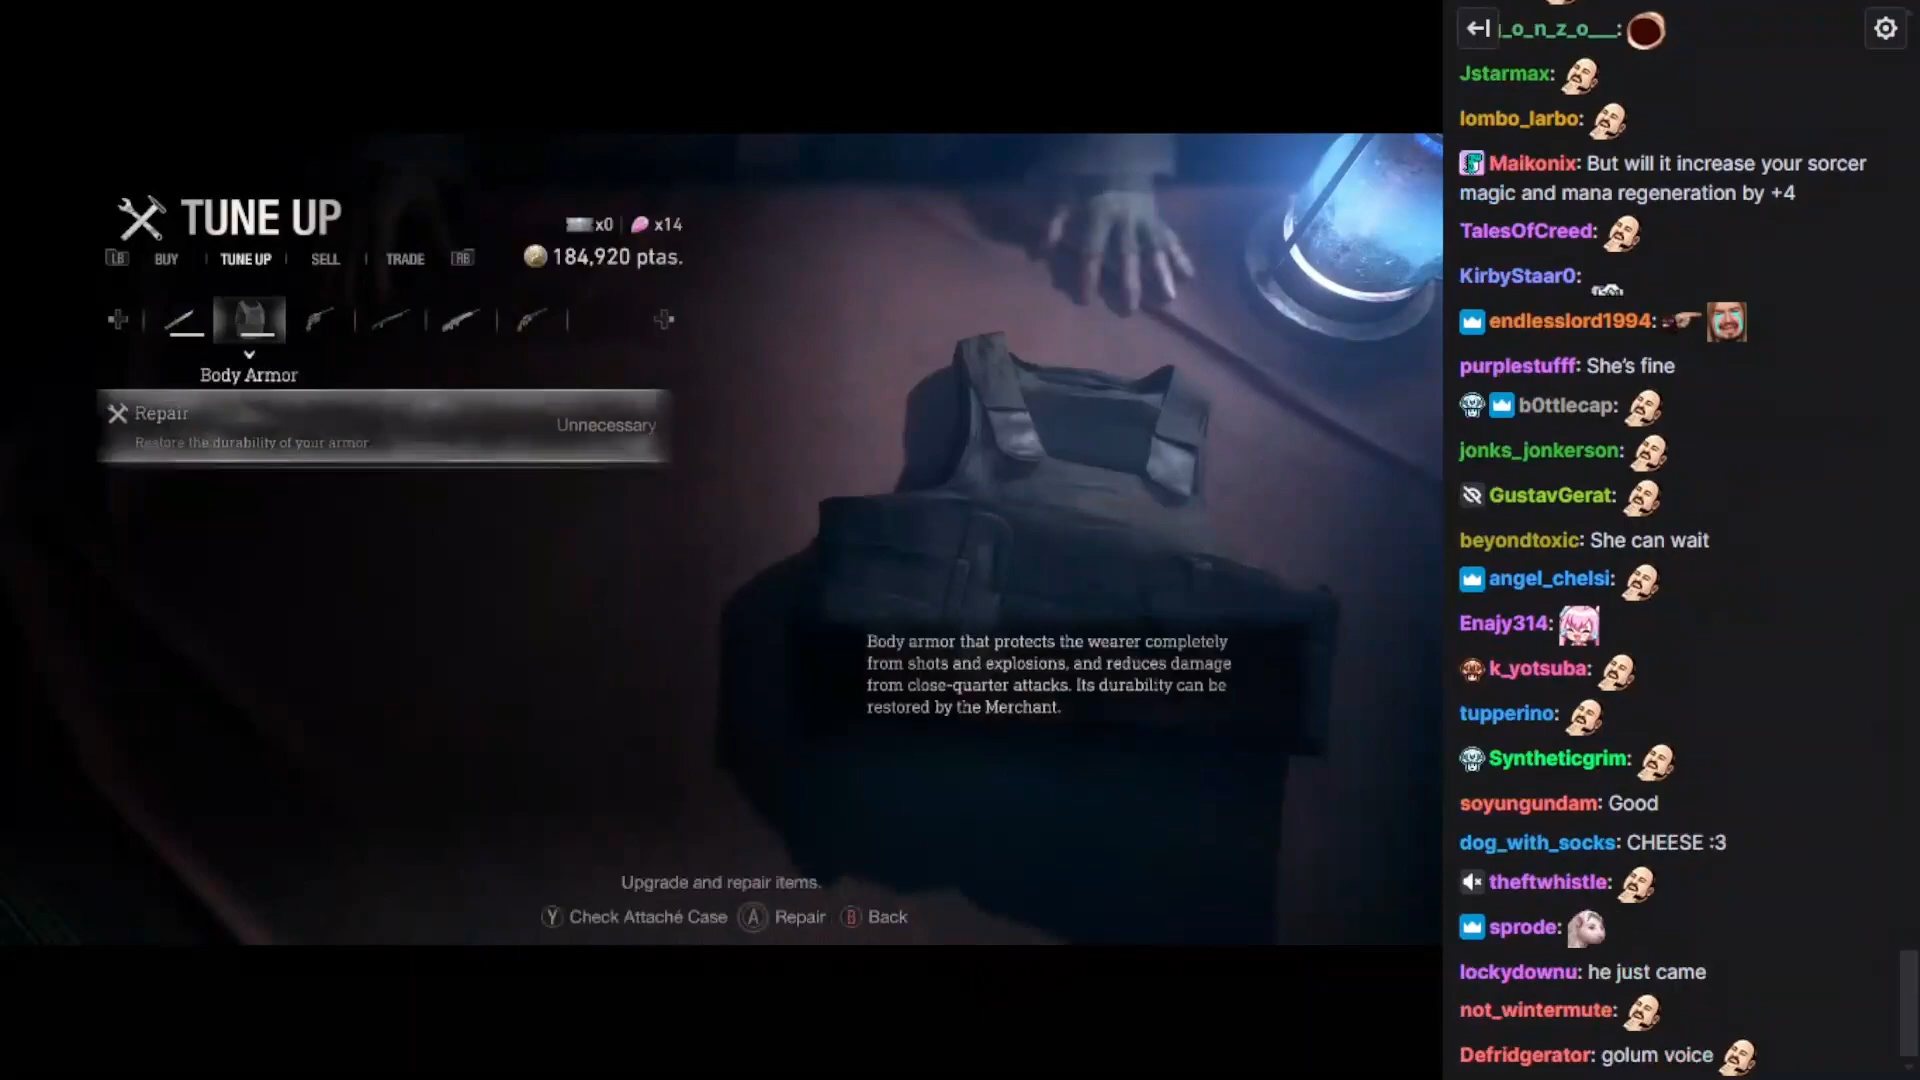 TUNE UP
x0 x14
184,920 ptas.
LB BUY TUNE UP SELL TRADE RB
Body Armor
Repair
Restore the durability of your armor.
Unnecessary
Body armor that protects the wearer completely
from shots and explosions, and reduces damage
from close-quarter attacks. Its durability can be
restored by the Merchant.
Upgrade and repair items.
Y Check Attaché Case A Repair B Back
_o_n_z_o__:
Jstarmax:
lombo_larbo:
Maikonix: But will it increase your sorcer
magic and mana regeneration by +4
TalesOfCreed:
KirbyStaar0:
endlesslord1994:
purplestufff: She's fine
b0ttlecap:
jonks_jonkerson:
GustavGerat:
beyondtoxic: She can wait
angel_chelsi:
Enajy314:
k_yotsuba:
tupperino:
Syntheticgrim:
soyungundam: Good
dog_with_socks: CHEESE :3
theftwhistle:
sprode:
lockydownu: he just came
not_wintermute:
Defridgerator: golum voice